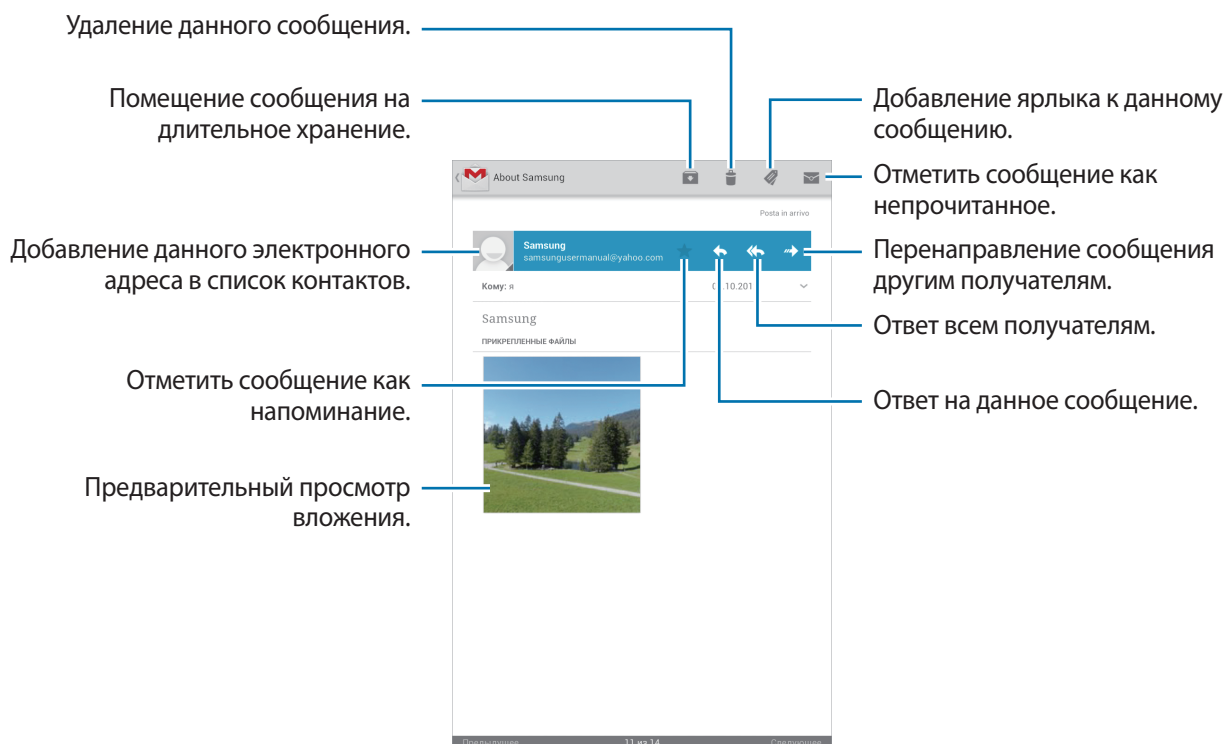 Удаление данного сообщения.
Помещение сообщения на
длительное хранение.
Добавление ярлыка к данному
сообщению.
Отметить сообщение как
непрочитанное.
Добавление данного электронного
адреса в список контактов.
Перенаправление сообщения
другим получателям.
Ответ всем получателям.
Отметить сообщение как
напоминание.
Ответ на данное сообщение.
Предварительный просмотр
вложения.
About Samsung
Posta in arrivo
Samsung
samsungusermanual@yahoo.com
Кому: я
Samsung
ПРИКРЕПЛЕННЫЕ ФАЙЛЫ
Предыдущее 11 из 14 Следующее